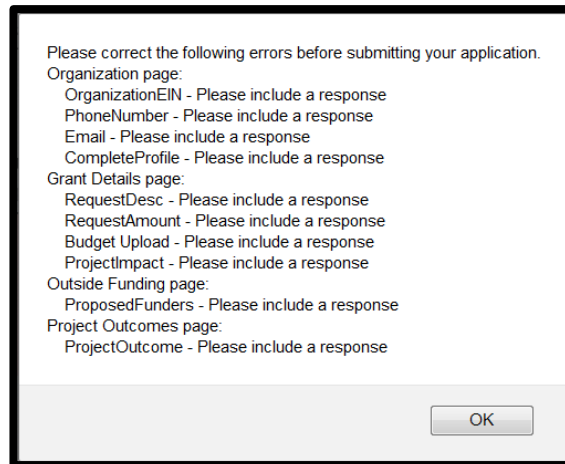 Please correct the following errors before submitting your application.
Organization page:
OrganizationEIN - Please include a response
PhoneNumber - Please include a response
Email - Please include a response
CompleteProfile - Please include a response
Grant Details page:
RequestDesc - Please include a response
RequestAmount - Please include a response
Budget Upload - Please include a response
ProjectImpact - Please include a response
Outside Funding page:
ProposedFunders - Please include a response
Project Outcomes page:
ProjectOutcome - Please include a response
OK